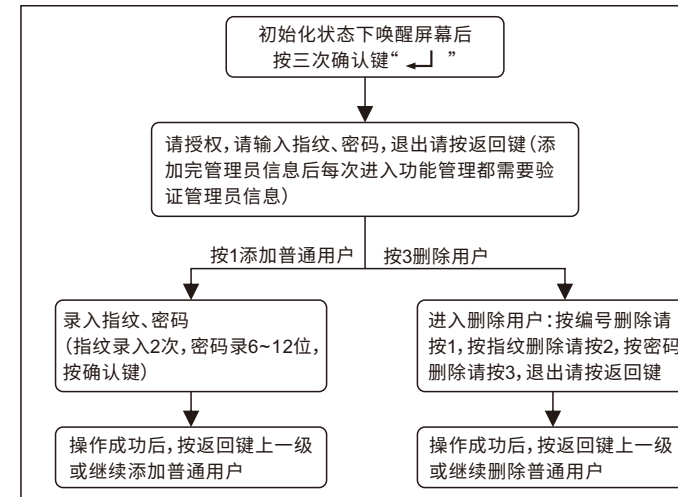 初始化状态下唤醒屏幕后
按三次确认键“ ↵ ”
请授权,请输入指纹、密码,退出请按返回键(添
加完管理员信息后每次进入功能管理都需要验
证管理员信息)
按1添加普通用户
按3删除用户
录入指纹、密码
(指纹录入2次,密码录6~12位,
按确认键)
进入删除用户:按编号删除请
按1,按指纹删除请按2,按密码
删除请按3,退出请按返回键
操作成功后,按返回键上一级
或继续添加普通用户
操作成功后,按返回键上一级
或继续删除普通用户